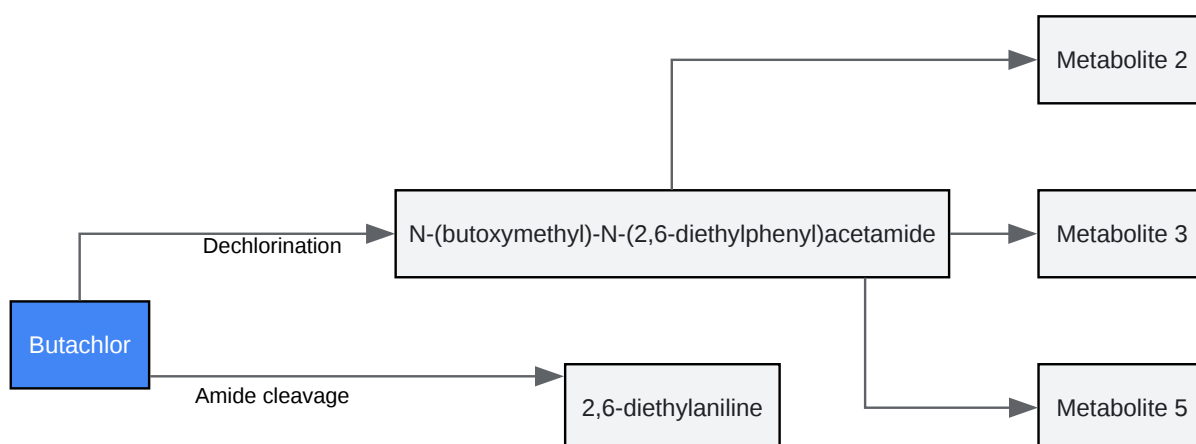 Metabolite 2
N-(butoxymethyl)-N-(2,6-diethylphenyl)acetamide
Metabolite 3
Dechlorination
Butachlor
Amide cleavage
2,6-diethylaniline
Metabolite 5